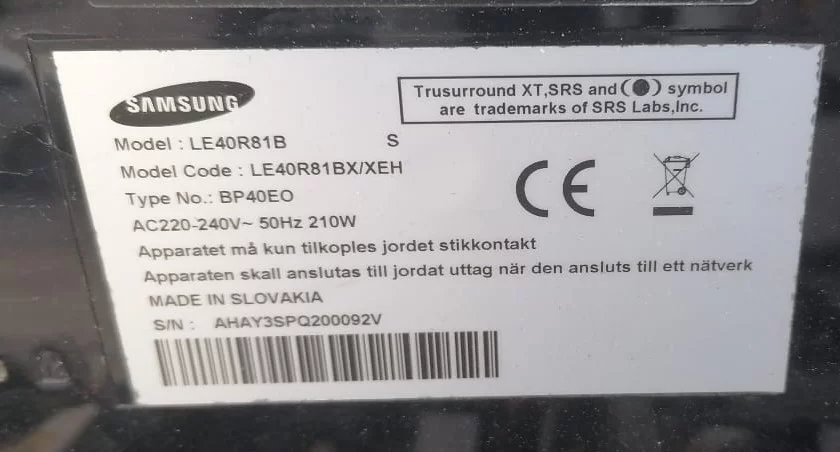 SAMSUNG
Trusurround XT,SRS and (●) symbol
are trademarks of SRS Labs,Inc.
Model : LE40R81B S
Model Code : LE40R81BX/XEH
Type No.: BP40EO
AC220-240V~ 50Hz 210W
Apparatet må kun tilkoples jordet stikkontakt
Apparaten skall anslutas till jordat uttag när den ansluts till ett nätverk
MADE IN SLOVAKIA
S/N : AHAY3SPQ200092V
CE